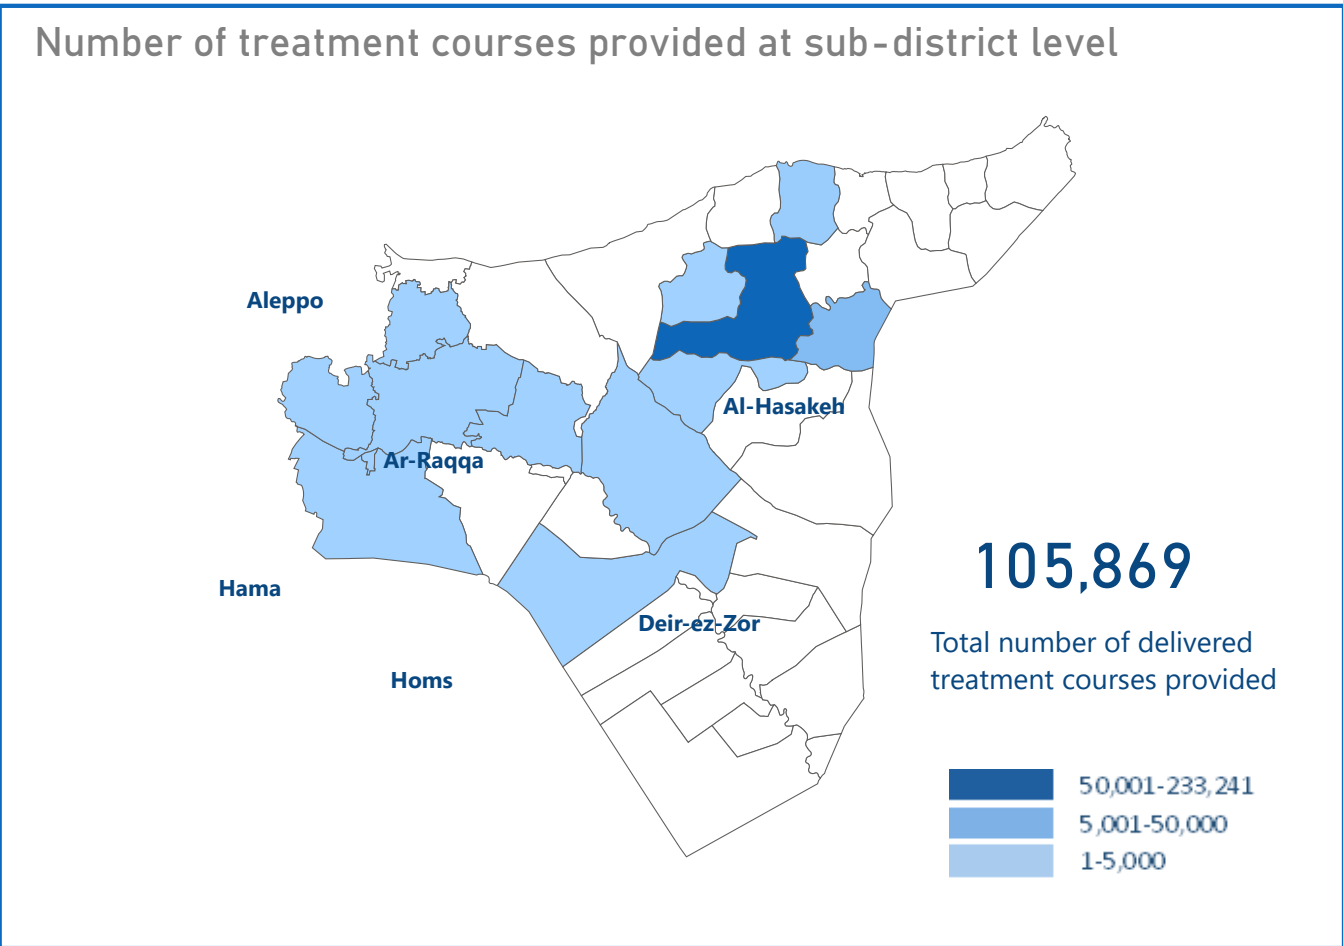 Number of treatment courses provided at sub-district level
Aleppo
Al-Hasakeh
Ar-Raqqa
Hama
Deir-ez-Zor
Homs
105,869
Total number of delivered
treatment courses provided
50,001-233,241
5,001-50,000
1-5,000